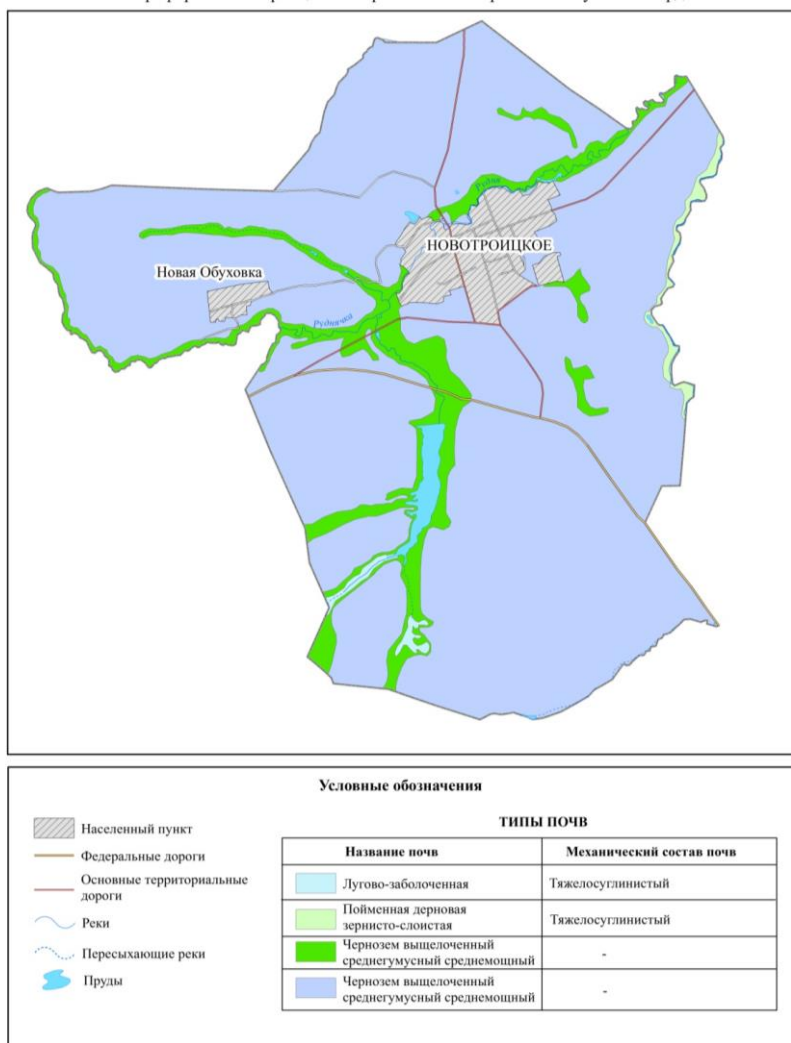 Рудка
НОВОТРОИЦКОЕ
Новая Обуховка
Рудничка
Условные обозначения
Населенный пункт
Федеральные дороги
Основные территориальные
дороги
Реки
Пересыхающие реки
Пруды
ТИПЫ ПОЧВ
Название почв
Механический состав почв
Лугово-заболоченная
Тяжелосуглинистый
Пойменная дерновая
зернисто-слоистая
Тяжелосуглинистый
Чернозем выщелоченный
среднегумусный среднемощный
-
Чернозем выщелоченный
среднегумусный среднемощный
-